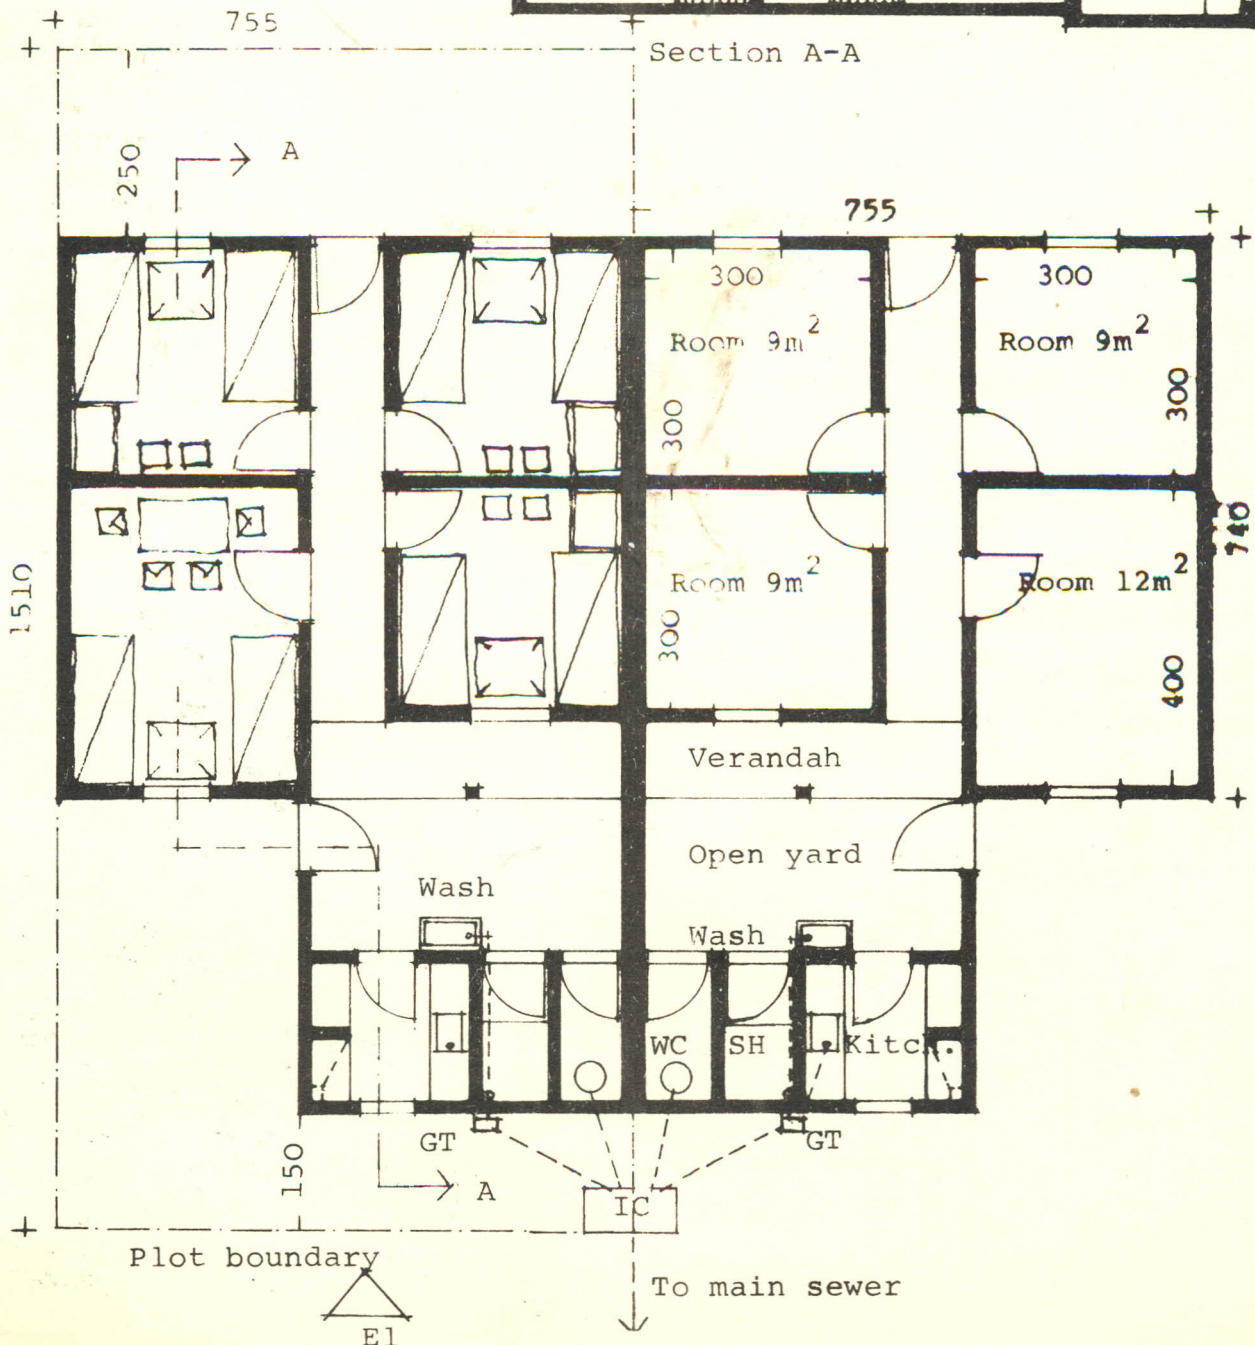 755
Section A-A
250
A
755
300
300
Room 9m²
Room 9m²
300
300
1510
740
Room 9m²
Room 12m²
300
400
Verandah
Open yard
Wash
Wash
WC
SH
Kitch
GT
GT
150
A
IC
Plot boundary
To main sewer
El